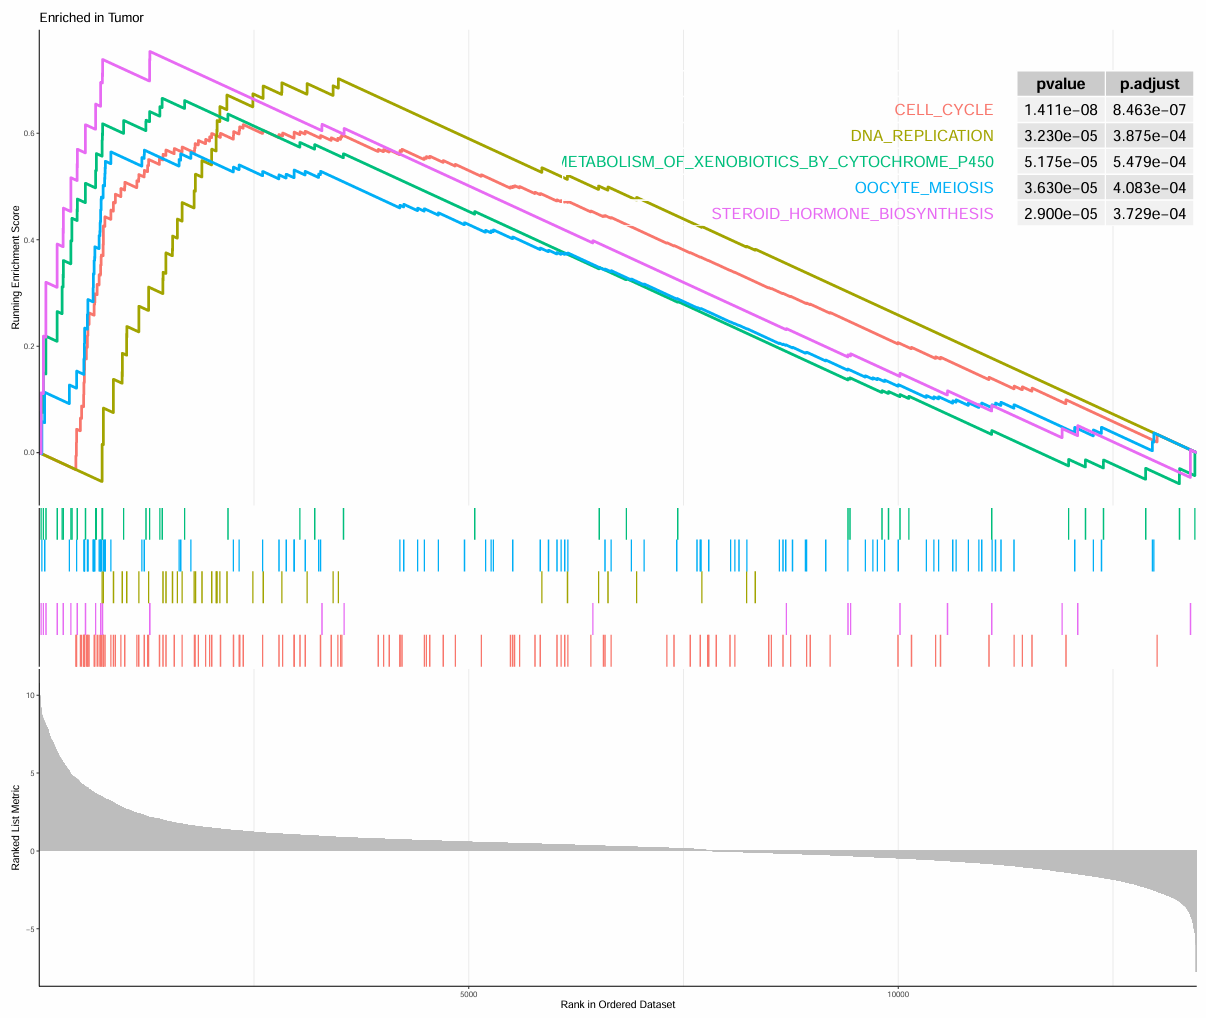 Enriched in Tumor
pvalue p.adjust
CELL_CYCLE 1.411e−08 8.463e−07
DNA_REPLICATION 3.230e−05 3.875e−04
METABOLISM_OF_XENOBIOTICS_BY_CYTOCHROME_P450 5.175e−05 5.479e−04
OOCYTE_MEIOSIS 3.630e−05 4.083e−04
STEROID_HORMONE_BIOSYNTHESIS 2.900e−05 3.729e−04
Running Enrichment Score
0.6
0.4
0.2
0.0
Ranked List Metric
10
5
0
−5
5000 10000
Rank in Ordered Dataset